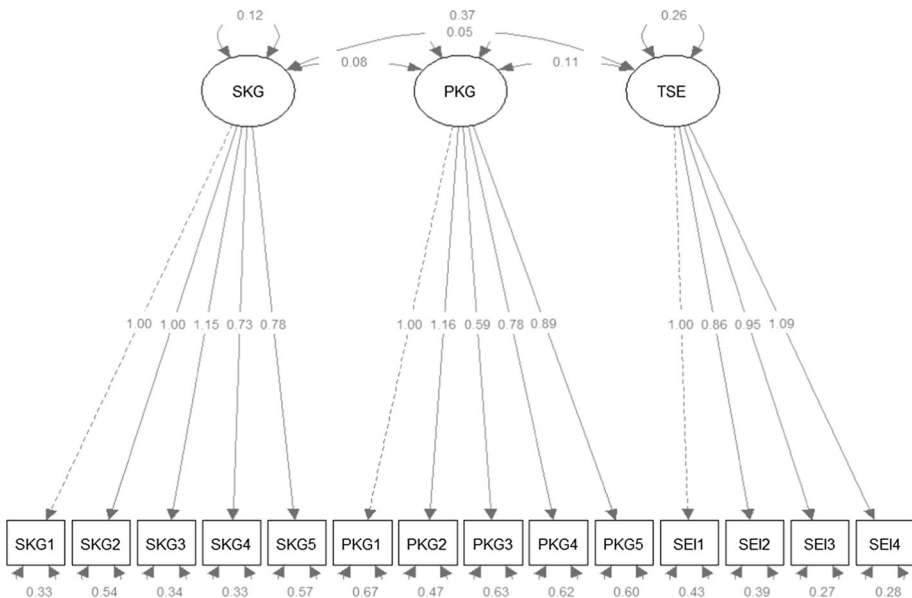 0.12 0.37 0.26
0.05
0.08 0.11
SKG PKG TSE
1.00 1.00 1.15 0.73 0.78 1.00 1.16 0.59 0.78 0.89 1.00 0.86 0.95 1.09
SKG1 SKG2 SKG3 SKG4 SKG5 PKG1 PKG2 PKG3 PKG4 PKG5 SEI1 SEI2 SEI3 SEI4
0.33 0.54 0.34 0.33 0.57 0.67 0.47 0.63 0.62 0.60 0.43 0.39 0.27 0.28